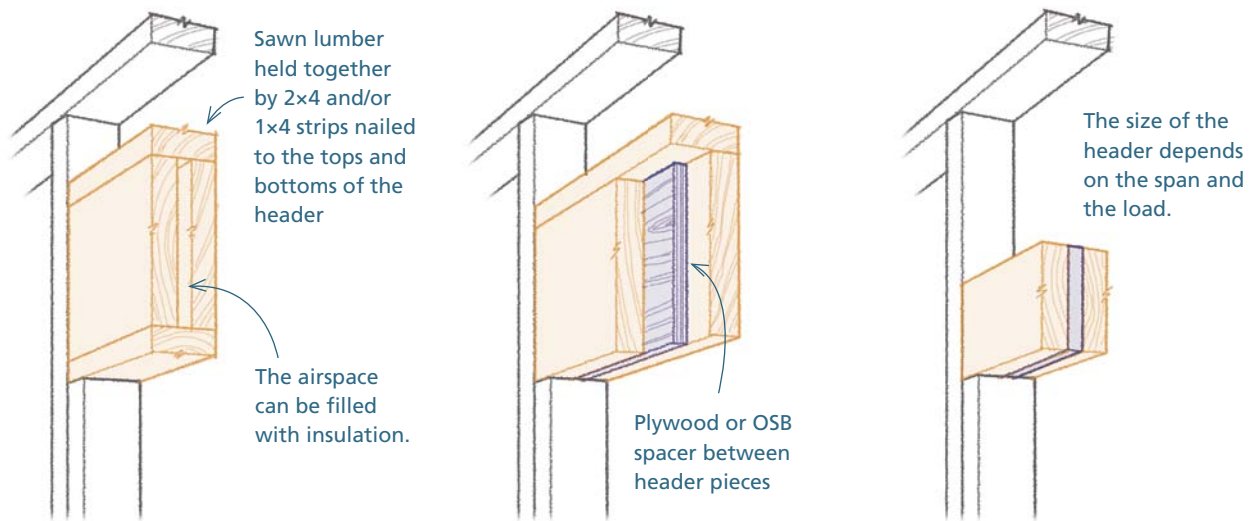 Sawn lumber
held together
by 2×4 and/or
1×4 strips nailed
to the tops and
bottoms of the
header
The airspace
can be filled
with insulation.
Plywood or OSB
spacer between
header pieces
The size of the
header depends
on the span and
the load.